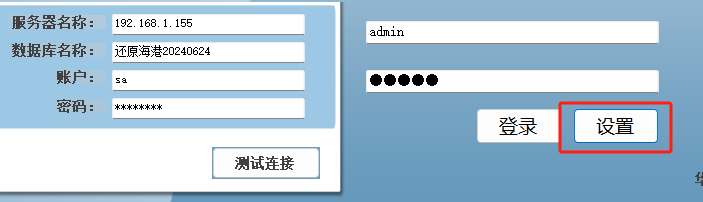 服务器名称： 192.168.1.155
数据库名称： 还原海港20240624
账户： sa
密码： ********
测试连接
admin
●●●●●
登录 设置